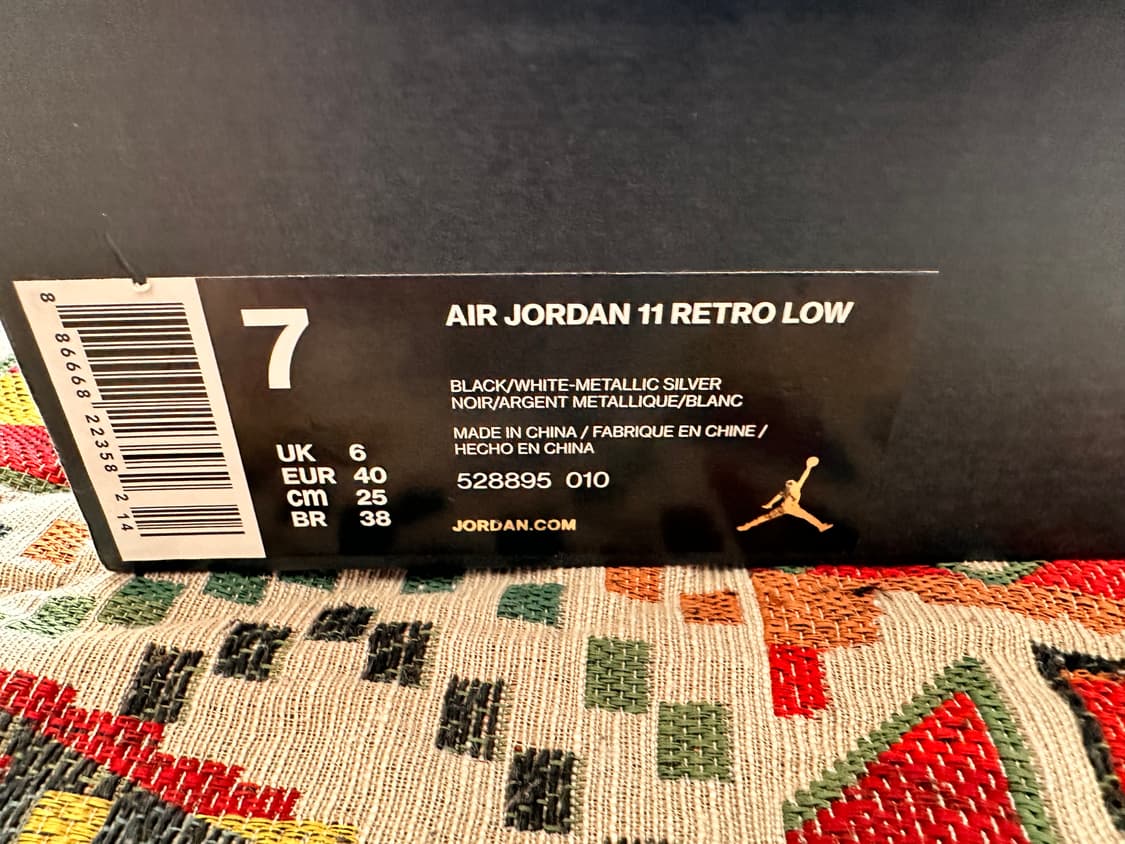 8 86668 22358 2 14
7
UK 6
EUR 40
cm 25
BR 38
AIR JORDAN 11 RETRO LOW
BLACK/WHITE-METALLIC SILVER
NOIR/ARGENT METALLIQUE/BLANC
MADE IN CHINA / FABRIQUE EN CHINE /
HECHO EN CHINA
528895 010
JORDAN.COM